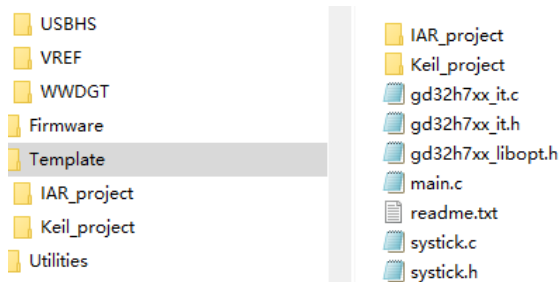 USBHS
VREF
WWDGT
Firmware
Template
IAR_project
Keil_project
Utilities
IAR_project
Keil_project
gd32h7xx_it.c
gd32h7xx_it.h
gd32h7xx_libopt.h
main.c
readme.txt
systick.c
systick.h